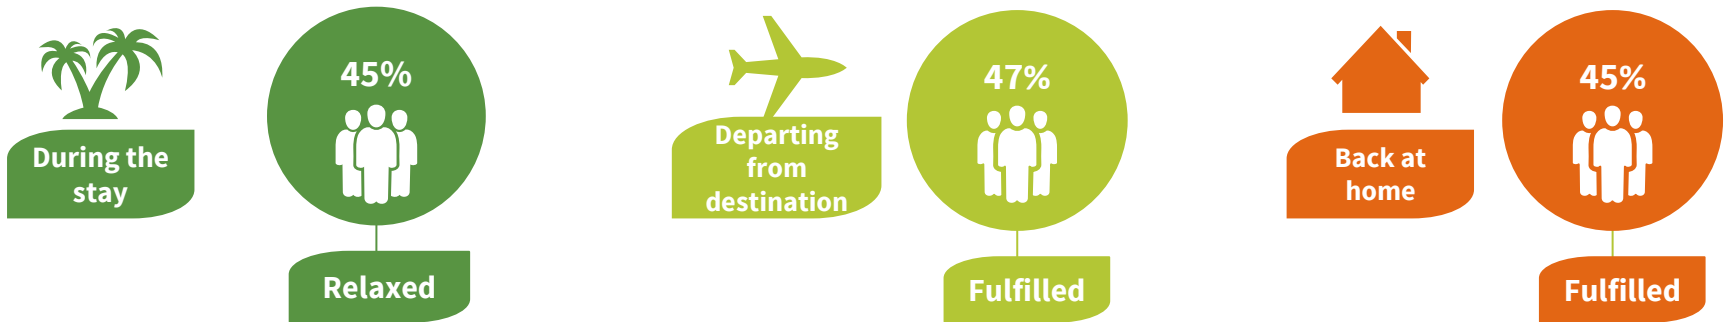 During the
stay
45%
Relaxed
Departing
from
destination
47%
Fulfilled
Back at
home
45%
Fulfilled